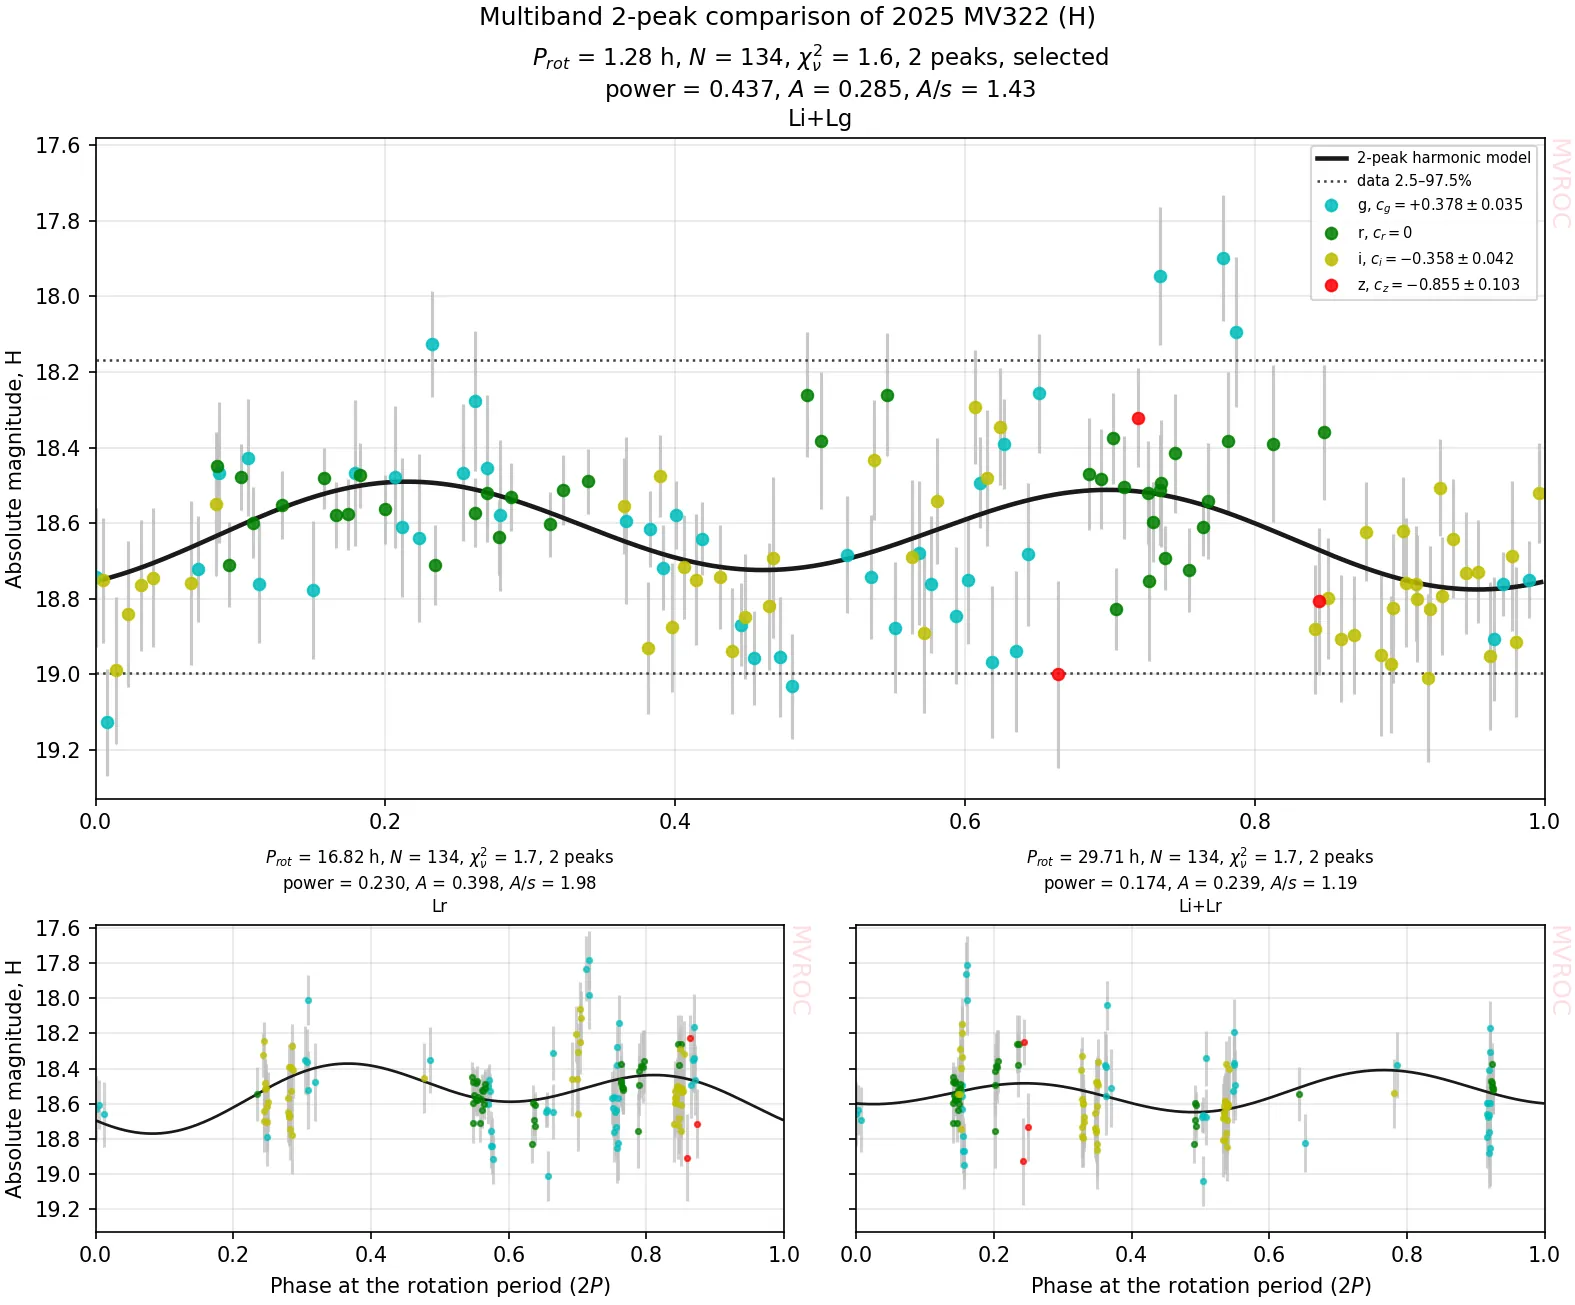 Multiband 2-peak comparison of 2025 MV322 (H)
P_rot = 1.28 h, N = 134, χ²_ν = 1.6, 2 peaks, selected
power = 0.437, A = 0.285, A/s = 1.43
Li+Lg
17.6
17.8
18.0
18.2
18.4
18.6
18.8
19.0
19.2
Absolute magnitude, H
2-peak harmonic model
data 2.5–97.5%
g, c_g = +0.378 ± 0.035
r, c_r = 0
i, c_i = −0.358 ± 0.042
z, c_z = −0.855 ± 0.103
MVROC
0.0 0.2 0.4 0.6 0.8 1.0
P_rot = 16.82 h, N = 134, χ²_ν = 1.7, 2 peaks
power = 0.230, A = 0.398, A/s = 1.98
Lr
17.6
17.8
18.0
18.2
18.4
18.6
18.8
19.0
19.2
Absolute magnitude, H
MVROC
0.0 0.2 0.4 0.6 0.8 1.0
Phase at the rotation period (2P)
P_rot = 29.71 h, N = 134, χ²_ν = 1.7, 2 peaks
power = 0.174, A = 0.239, A/s = 1.19
Li+Lr
MVROC
0.0 0.2 0.4 0.6 0.8 1.0
Phase at the rotation period (2P)